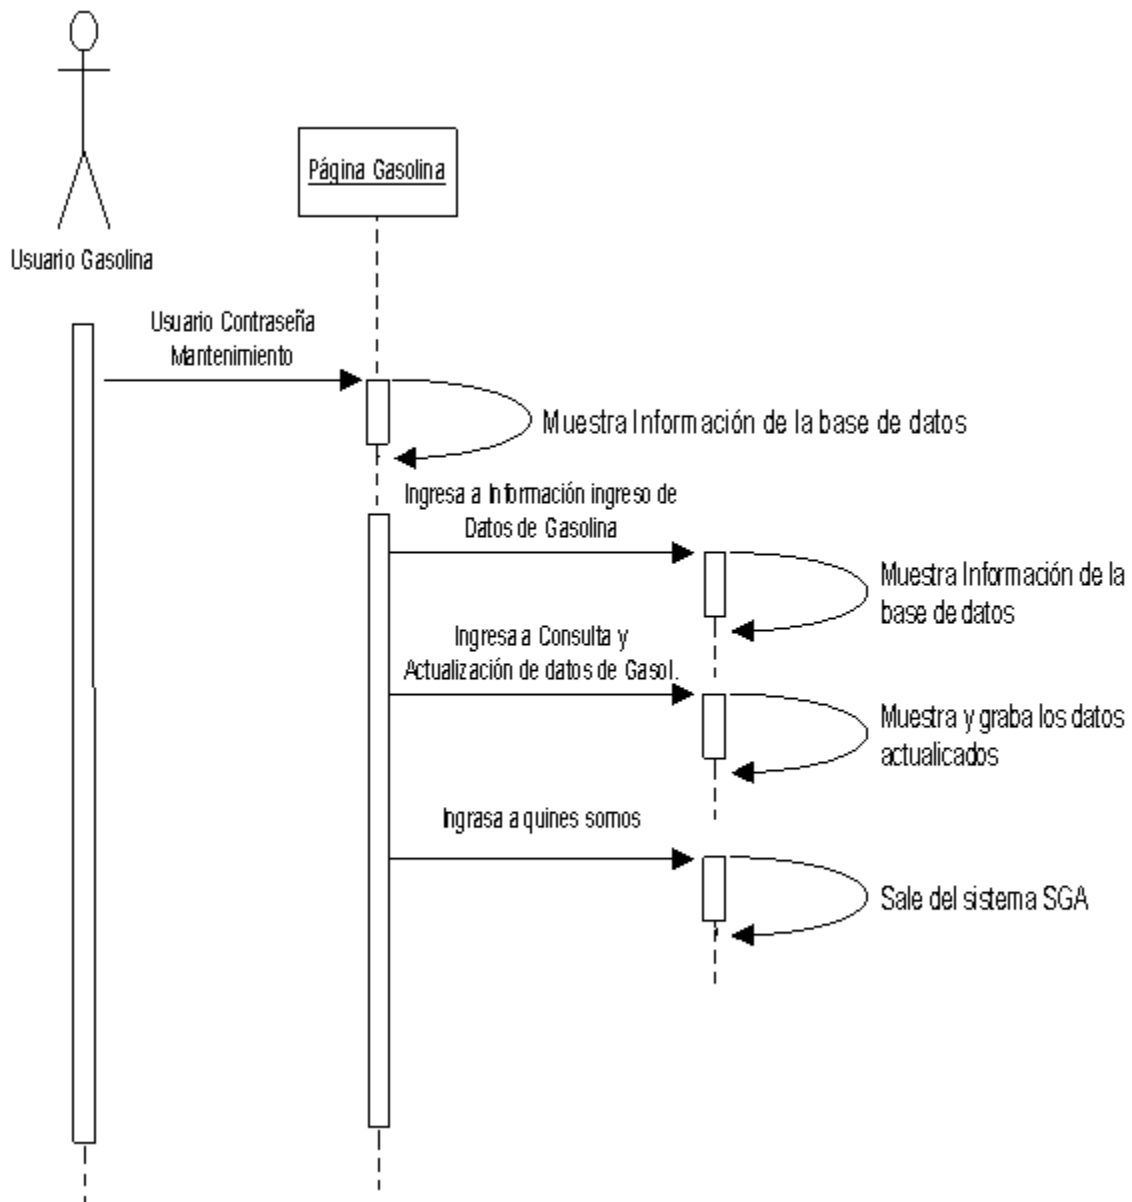 Página Gasolina
Usuario Gasolina
Usuario Contraseña
Mantenimiento
Muestra Información de la base de datos
Ingresa a Información ingreso de
Datos de Gasolina
Muestra Información de la
base de datos
Ingresa a Consulta y
Actualización de datos de Gasol.
Muestra y graba los datos
actualicados
Ingrasa a quines somos
Sale del sistema SGA